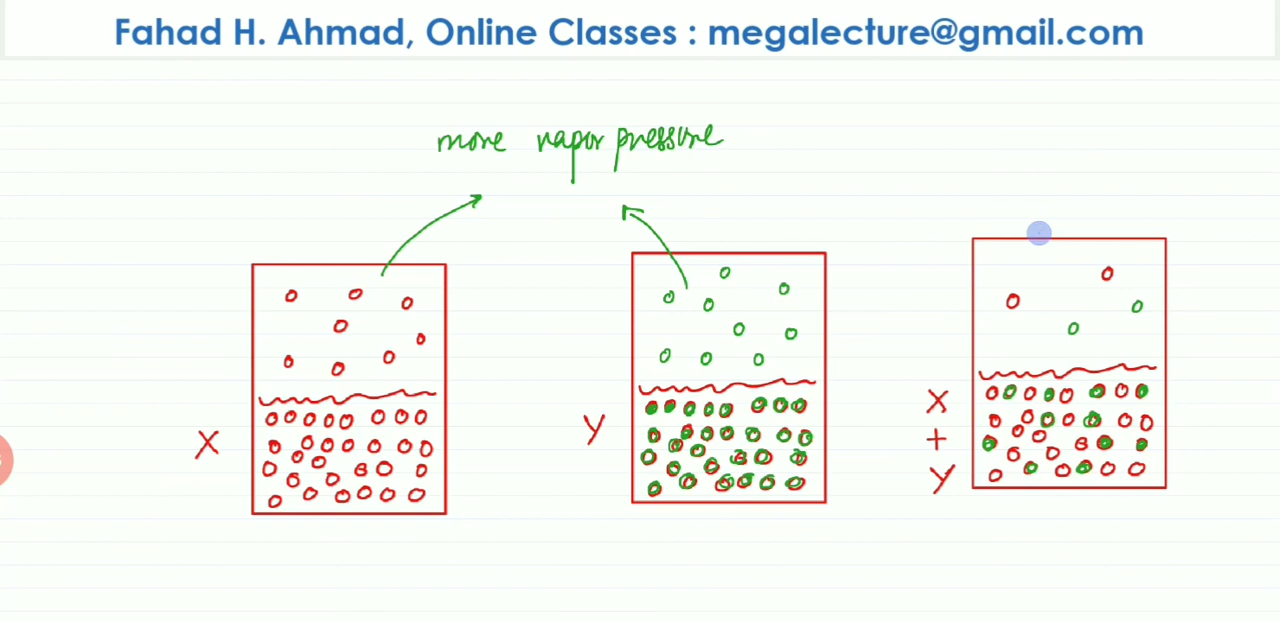 Fahad H. Ahmad, Online Classes : megalecture@gmail.com
more vapor pressure
X
Y
X
+
Y